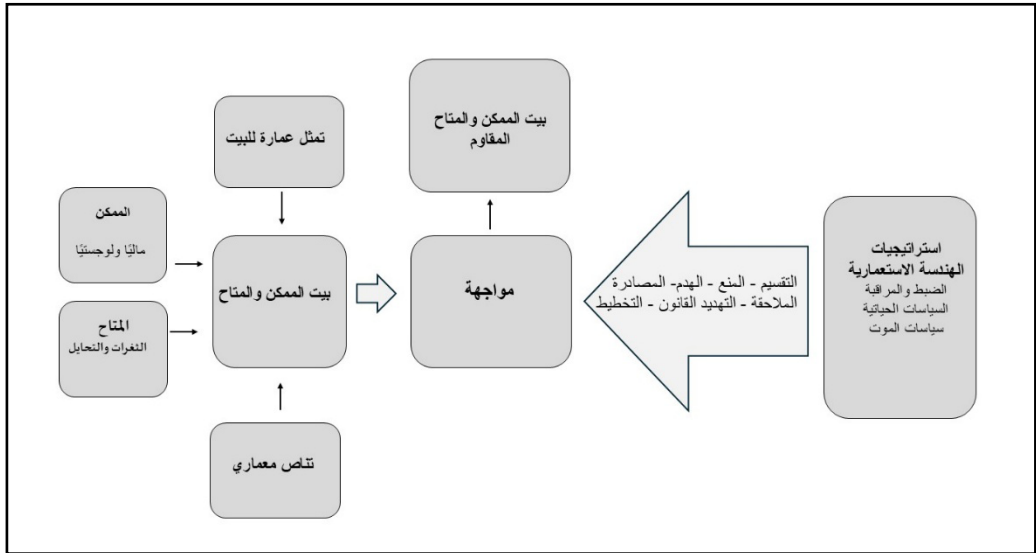 بيت الممكن والمتاح
المقاوم
تمثل عمارة للبيت
الممكن
ماليًا ولوجستيًا
استراتيجيات
الهندسة الاستعمارية
الضبط والمراقبة
السياسات الحياتية
سياسات الموت
التقسيم - المنع - الهدم- المصادرة
الملاحقة - التهديد القانون - التخطيط
مواجهة
بيت الممكن والمتاح
المتاح
الثغرات والتحايل
تناص معماري